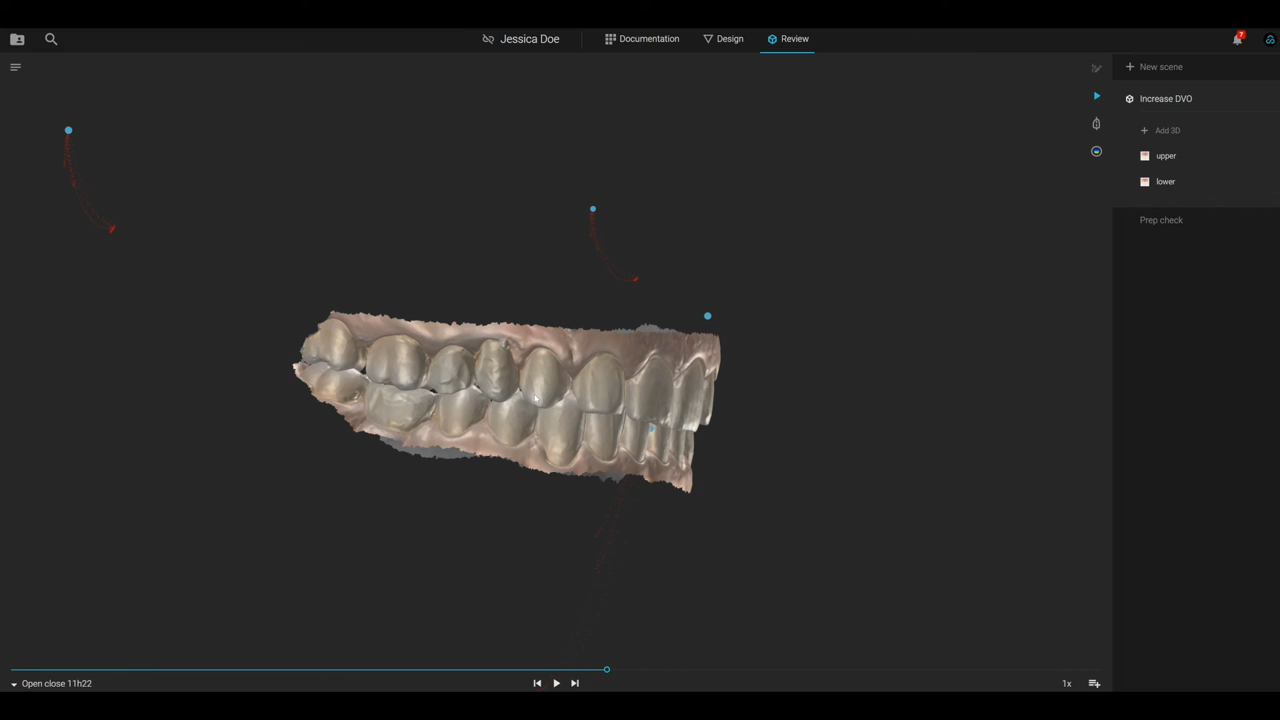 Jessica Doe
Documentation
Design
Review
7
New scene
Increase DVO
Add 3D
upper
lower
Prep check
Open close 11h22
1x